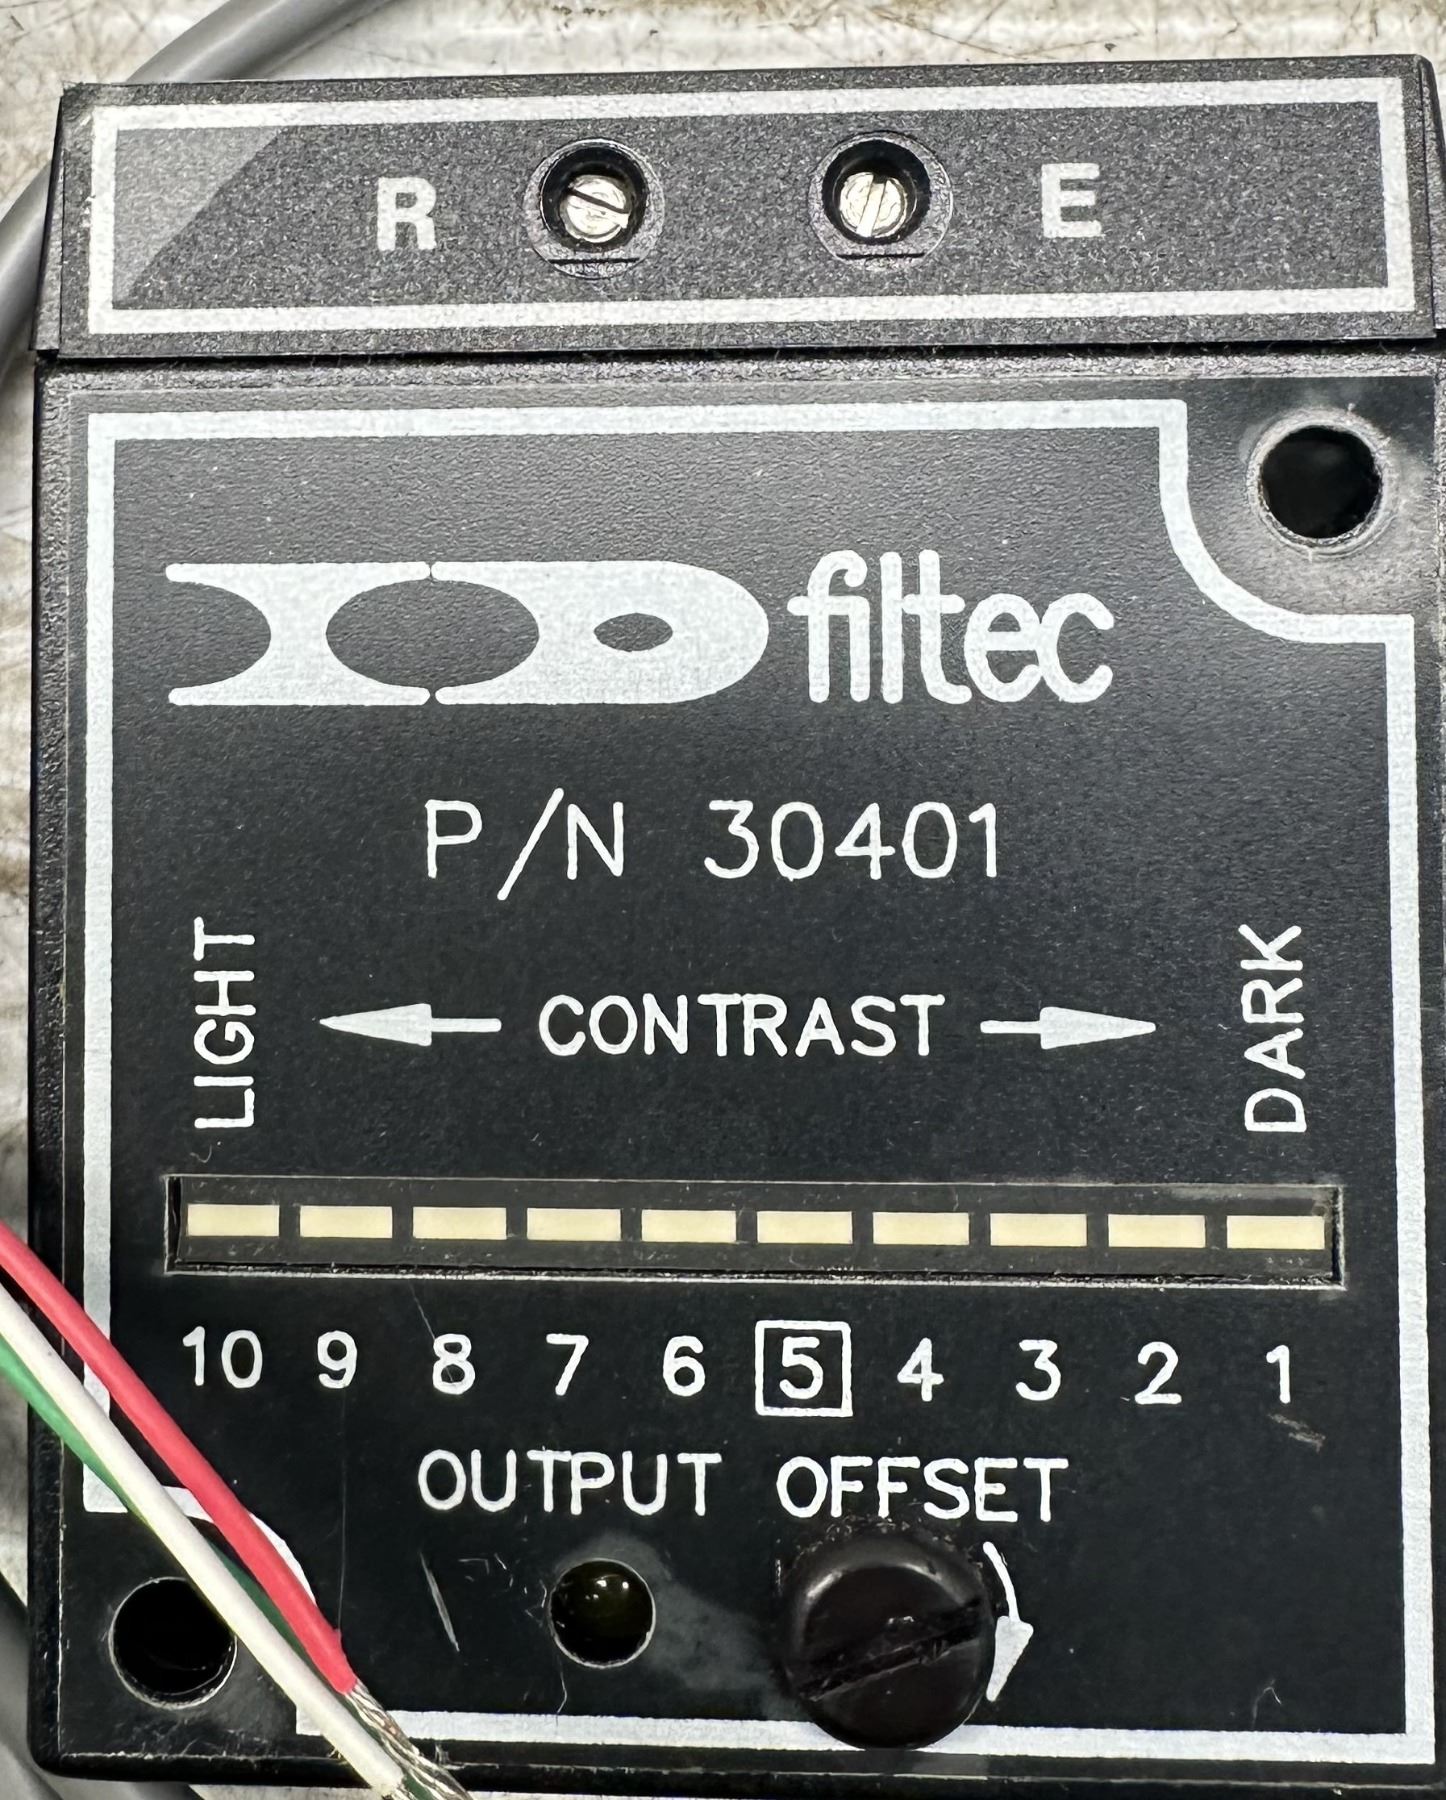 R E
filtec
P/N 30401
LIGHT
CONTRAST
DARK
10 9 8 7 6 5 4 3 2 1
OUTPUT OFFSET